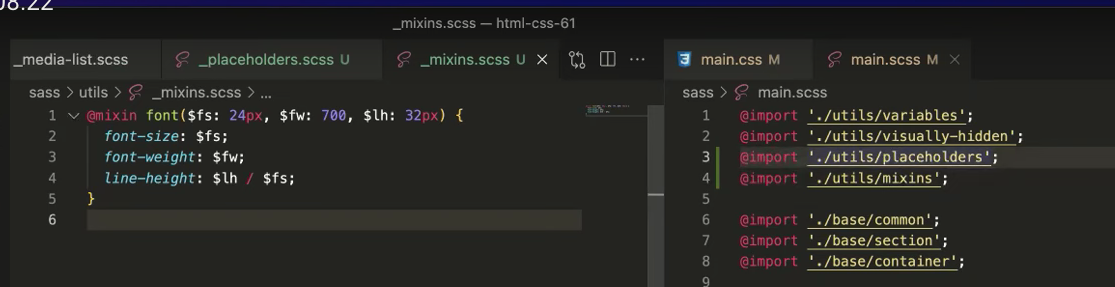 08.22
_mixins.scss — html-css-61
_media-list.scss
_placeholders.scss U
_mixins.scss U
main.css M
main.scss M
sass > utils > _mixins.scss > ...
1 @mixin font($fs: 24px, $fw: 700, $lh: 32px) {
2 font-size: $fs;
3 font-weight: $fw;
4 line-height: $lh / $fs;
5 }
6
sass > main.scss
1 @import './utils/variables';
2 @import './utils/visually-hidden';
3 @import './utils/placeholders';
4 @import './utils/mixins';
5
6 @import './base/common';
7 @import './base/section';
8 @import './base/container';
9